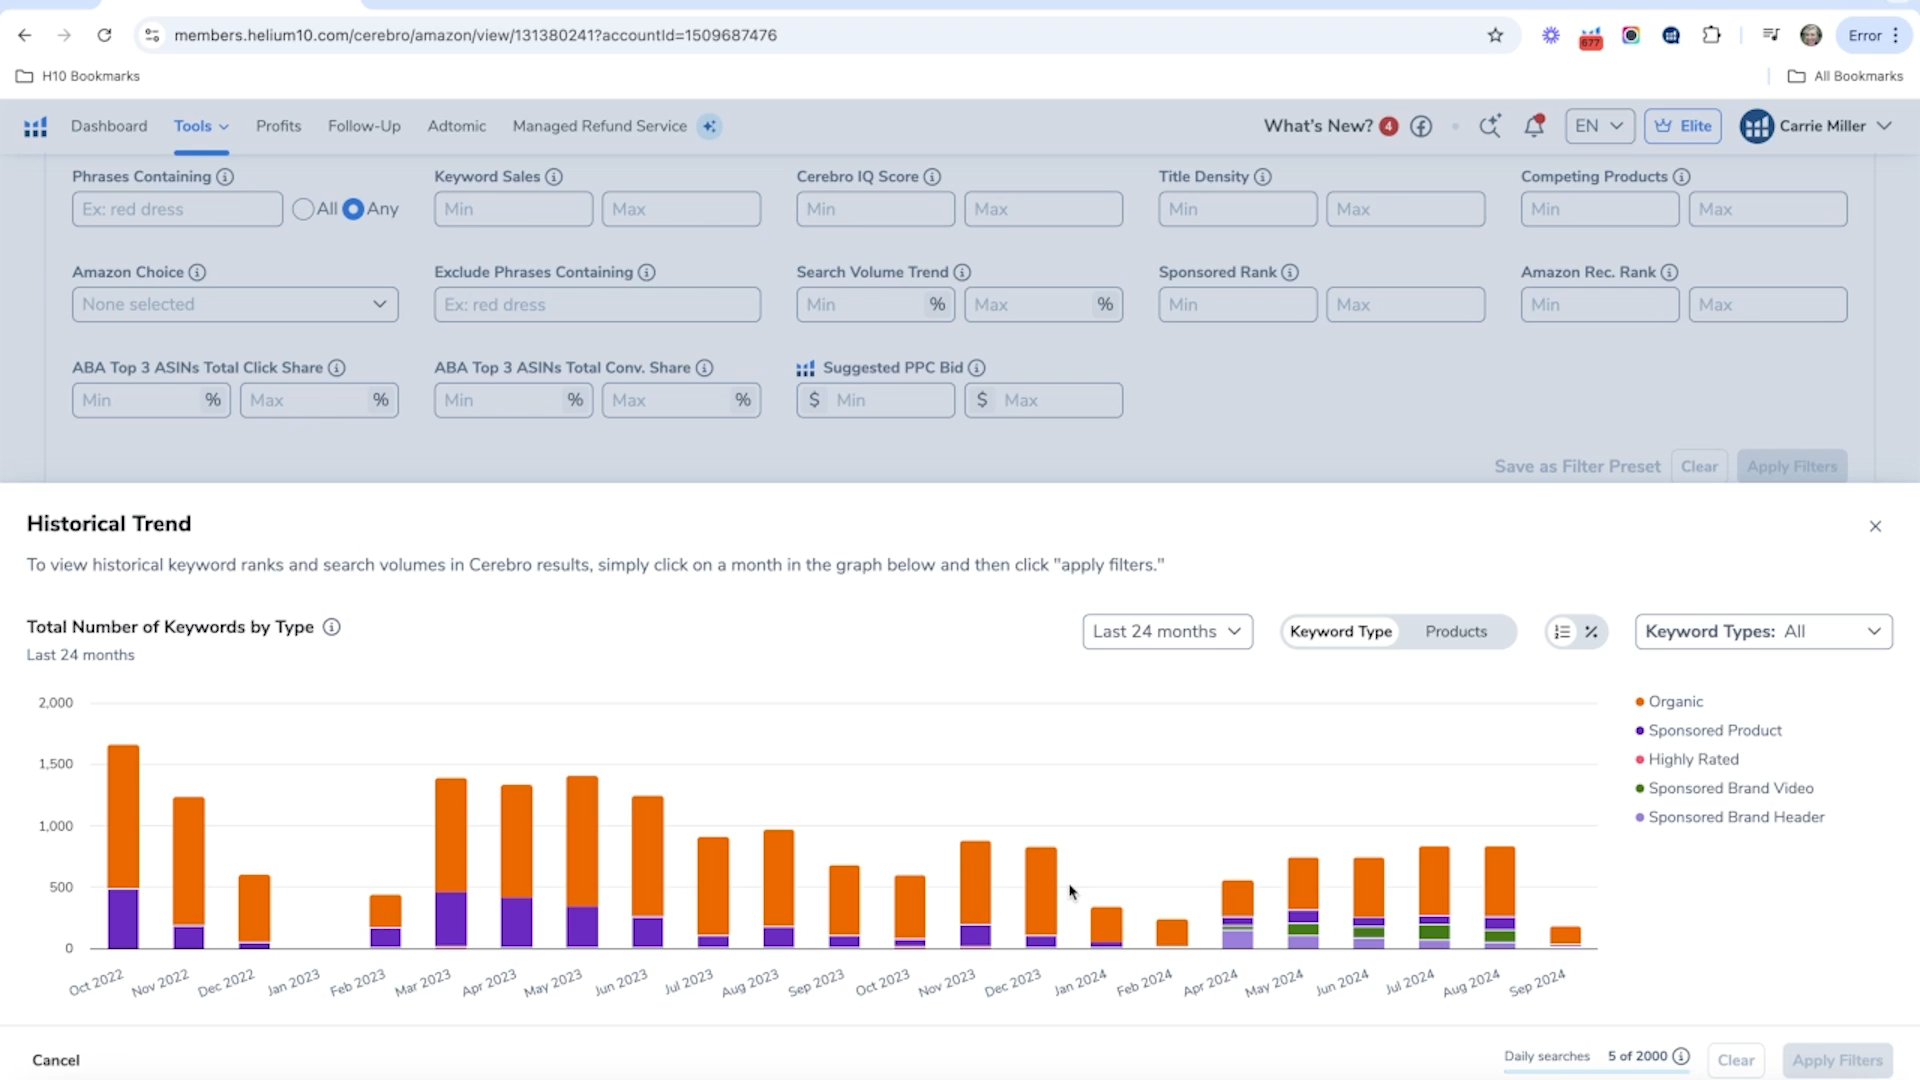 members.helium10.com/cerebro/amazon/view/131380241?accountId=1509687476
677
Error
H10 Bookmarks
All Bookmarks
Dashboard Tools Profits Follow-Up Adtomic Managed Refund Service What's New? 4 EN Elite Carrie Miller
Phrases Containing Keyword Sales Cerebro IQ Score Title Density Competing Products
Ex: red dress All Any Min Max Min Max Min Max Min Max
Amazon Choice Exclude Phrases Containing Search Volume Trend Sponsored Rank Amazon Rec. Rank
None selected Ex: red dress Min % Max % Min Max Min Max
ABA Top 3 ASINs Total Click Share ABA Top 3 ASINs Total Conv. Share Suggested PPC Bid
Min % Max % Min % Max % $ Min $ Max
Save as Filter Preset Clear Apply Filters
Historical Trend
To view historical keyword ranks and search volumes in Cerebro results, simply click on a month in the graph below and then click "apply filters."
Total Number of Keywords by Type
Last 24 months
Last 24 months Keyword Type Products Keyword Types: All
2,000
1,500
1,000
500
0
Oct 2022 Nov 2022 Dec 2022 Jan 2023 Feb 2023 Mar 2023 Apr 2023 May 2023 Jun 2023 Jul 2023 Aug 2023 Sep 2023 Oct 2023 Nov 2023 Dec 2023 Jan 2024 Feb 2024 Apr 2024 May 2024 Jun 2024 Jul 2024 Aug 2024 Sep 2024
Organic
Sponsored Product
Highly Rated
Sponsored Brand Video
Sponsored Brand Header
Cancel Daily searches 5 of 2000 Clear Apply Filters